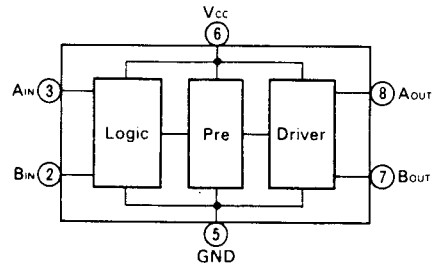 VCC
6
AIN 3
8 AOUT
Logic
Pre
Driver
BIN 2
7 BOUT
5
GND